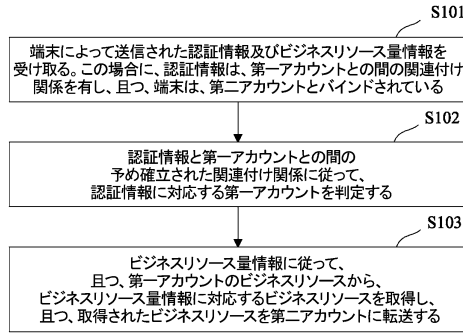 S101
端末によって送信された認証情報及びビジネスリソース量情報を
受け取る。この場合に、認証情報は、第一アカウントとの間の関連付け
関係を有し、且つ、端末は、第二アカウントとバインドされている
S102
認証情報と第一アカウントとの間の
予め確立された関連付け関係に従って、
認証情報に対応する第一アカウントを判定する
S103
ビジネスリソース量情報に従って、
且つ、第一アカウントのビジネスリソースから、
ビジネスリソース量情報に対応するビジネスリソースを取得し、
且つ、取得されたビジネスリソースを第二アカウントに転送する